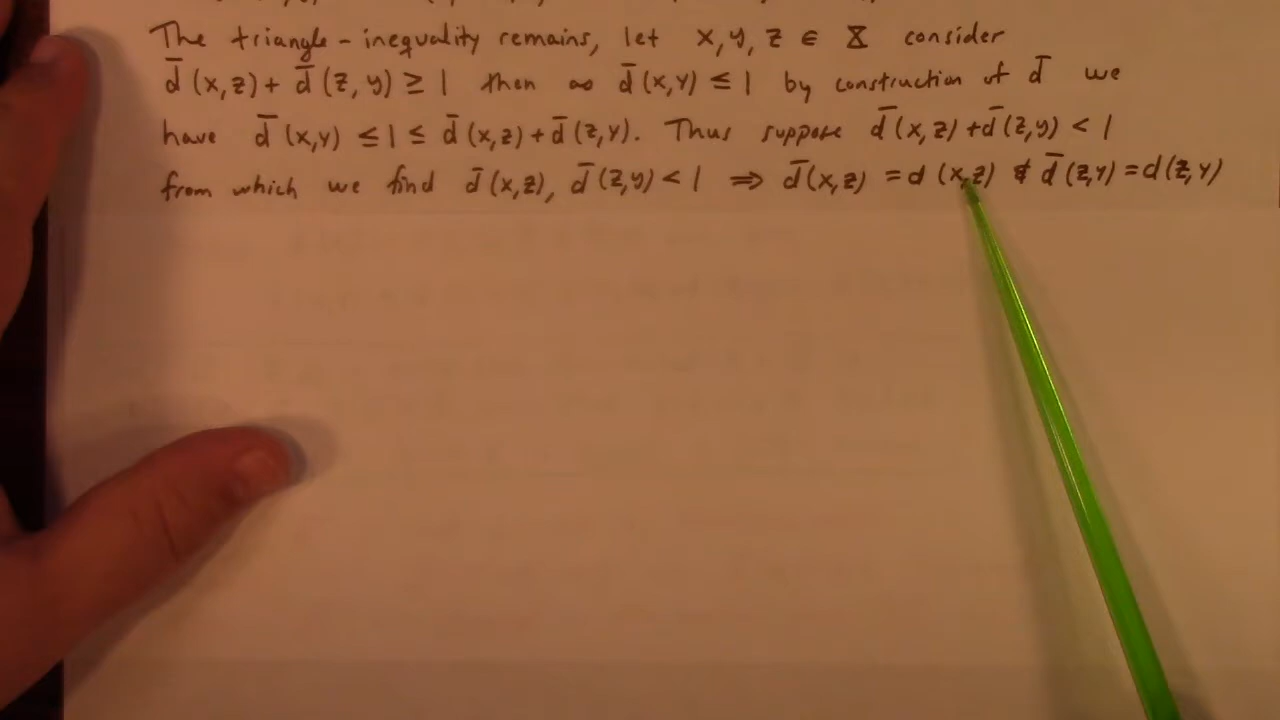 The triangle-inequality remains, let x, y, z ∈ X consider
d̄(x,z) + d̄(z,y) ≥ 1 then as d̄(x,y) ≤ 1 by construction of d̄ we
have d̄(x,y) ≤ 1 ≤ d̄(x,z) + d̄(z,y). Thus suppose d̄(x,z) + d̄(z,y) < 1
from which we find d̄(x,z), d̄(z,y) < 1 ⇒ d̄(x,z) = d(x,z) & d̄(z,y) = d(z,y)